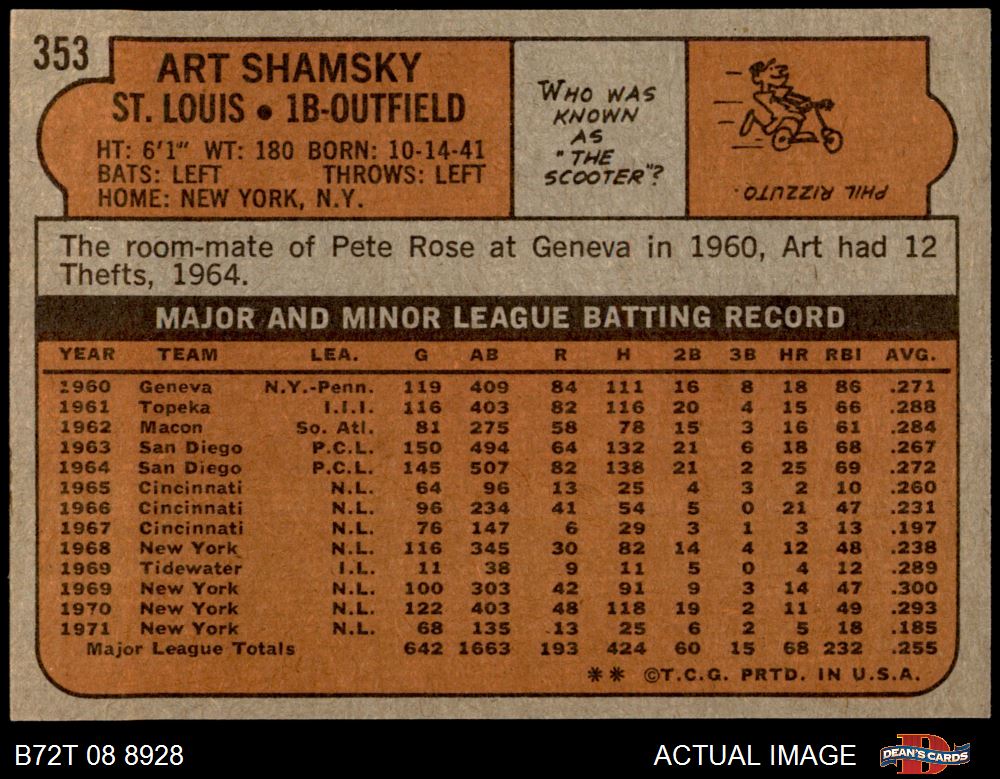 353
ART SHAMSKY
ST. LOUIS • 1B-OUTFIELD
HT: 6'1" WT: 180 BORN: 10-14-41
BATS: LEFT THROWS: LEFT
HOME: NEW YORK, N.Y.
WHO WAS
KNOWN
AS
"THE
SCOOTER"?
PHIL RIZZUTO.
The room-mate of Pete Rose at Geneva in 1960, Art had 12
Thefts, 1964.
MAJOR AND MINOR LEAGUE BATTING RECORD
YEAR TEAM LEA. G AB R H 2B 3B HR RBI AVG.
1960 Geneva N.Y.-Penn. 119 409 84 111 16 8 18 86 .271
1961 Topeka I.I.I. 116 403 82 116 20 4 15 66 .288
1962 Macon So. Atl. 81 275 58 78 15 3 16 61 .284
1963 San Diego P.C.L. 150 494 64 132 21 6 18 68 .267
1964 San Diego P.C.L. 145 507 82 138 21 2 25 69 .272
1965 Cincinnati N.L. 64 96 13 25 4 3 2 10 .260
1966 Cincinnati N.L. 96 234 41 54 5 0 21 47 .231
1967 Cincinnati N.L. 76 147 6 29 3 1 3 13 .197
1968 New York N.L. 116 345 30 82 14 4 12 48 .238
1969 Tidewater I.L. 11 38 9 11 5 0 4 12 .289
1969 New York N.L. 100 303 42 91 9 3 14 47 .300
1970 New York N.L. 122 403 48 118 19 2 11 49 .293
1971 New York N.L. 68 135 13 25 6 2 5 18 .185
Major League Totals 642 1663 193 424 60 15 68 232 .255
** ©T.C.G. PRTD. IN U.S.A.
B72T 08 8928 ACTUAL IMAGE DEAN'S CARDS